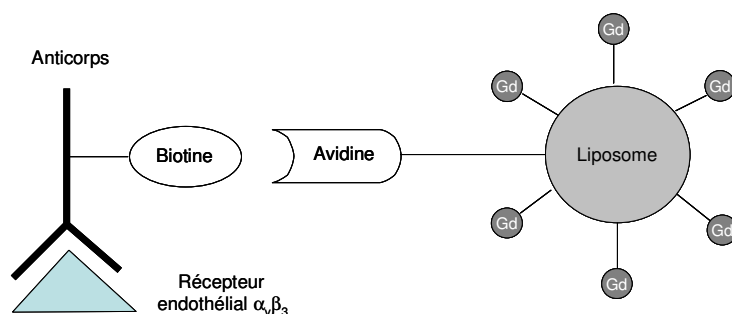 Anticorps
Biotine
Avidine
Liposome
Gd
Gd
Gd
Gd
Gd
Gd
Récepteur
endothélial αᵥβ₃